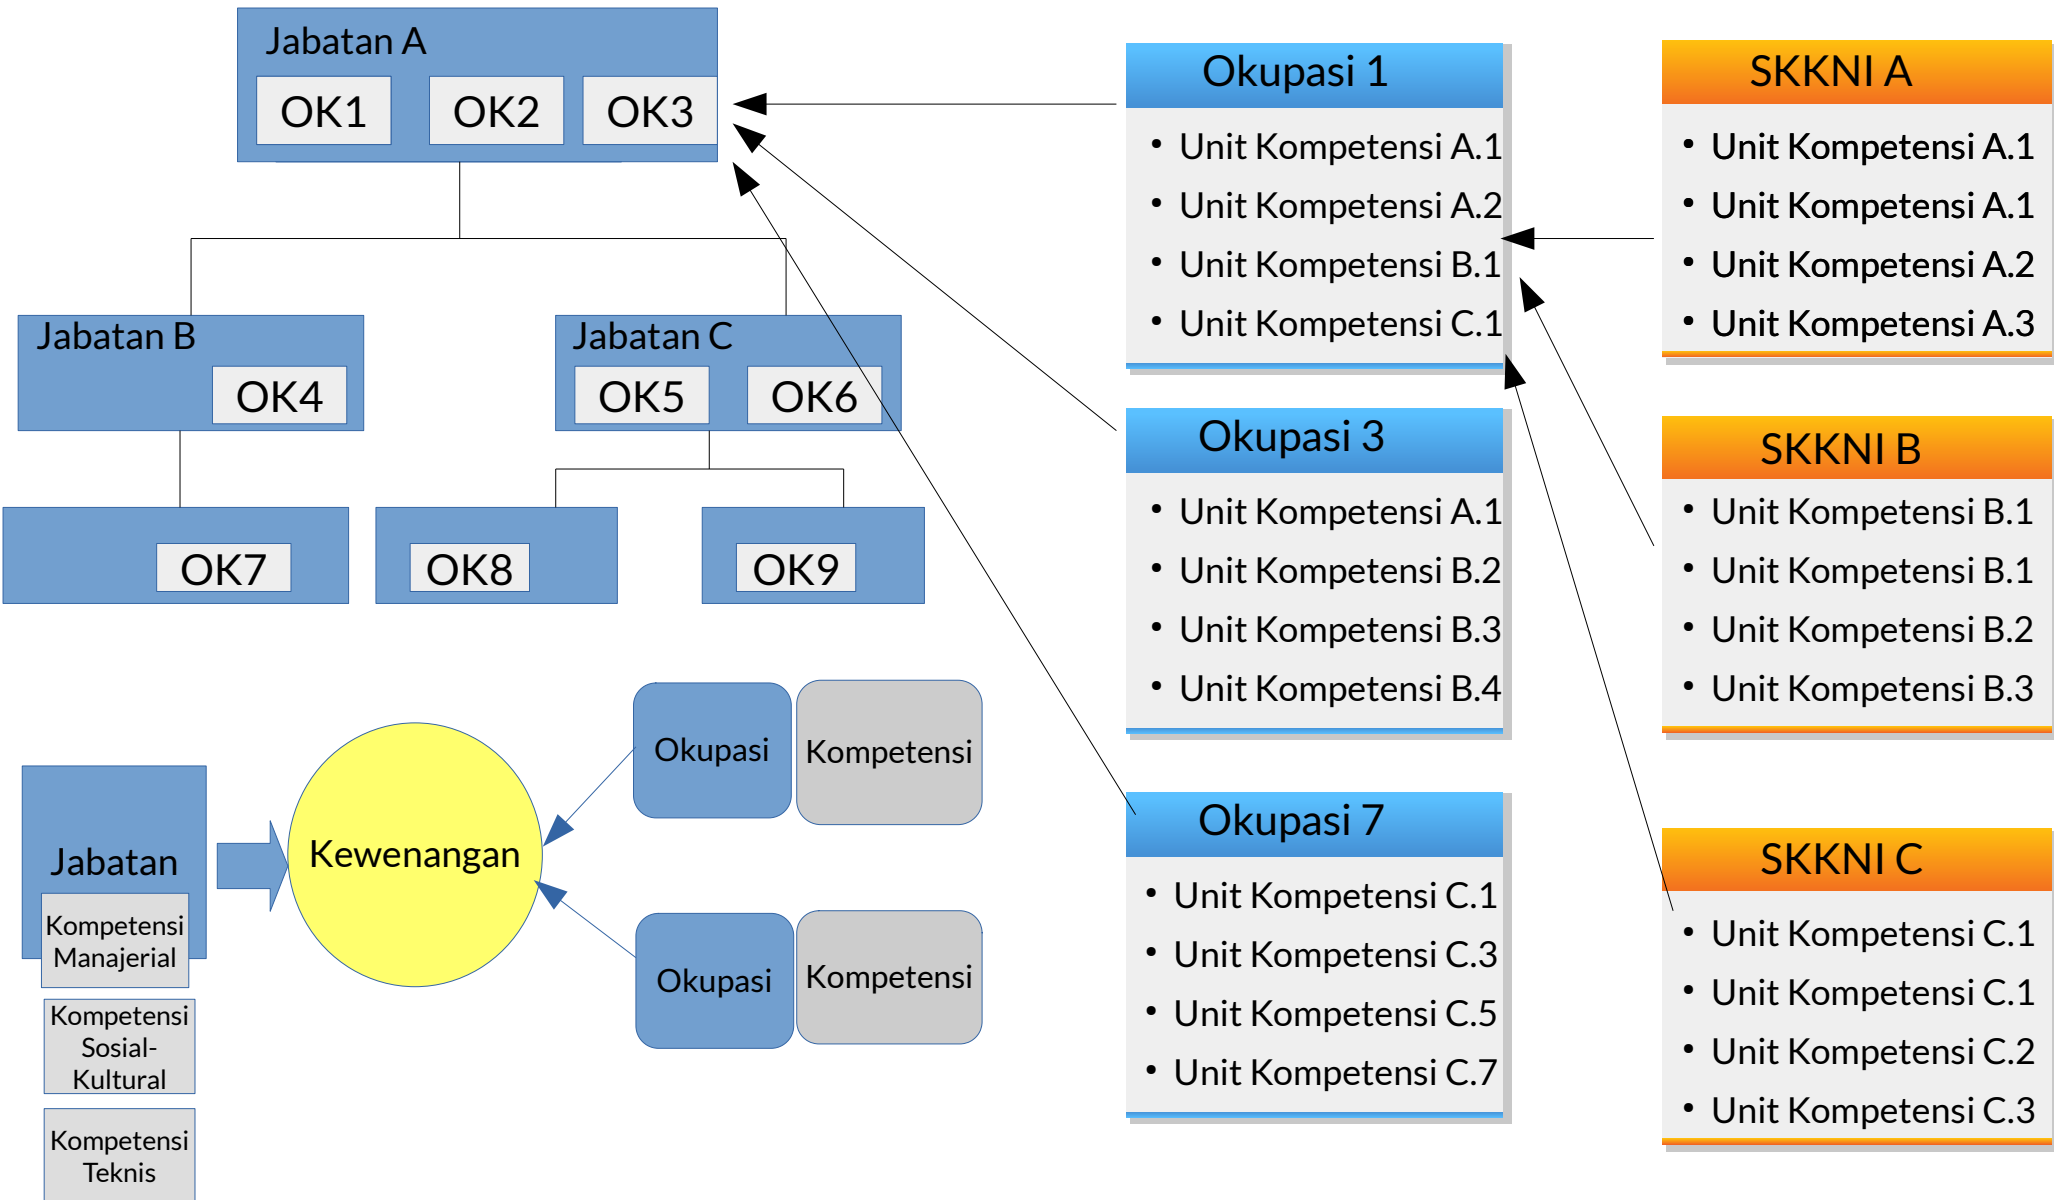 Jabatan A
OK1
OK2
OK3
Jabatan B
OK4
Jabatan C
OK5
OK6
OK7
OK8
OK9
Jabatan
Kompetensi
Manajerial
Kompetensi
Sosial-
Kultural
Kompetensi
Teknis
Kewenangan
Okupasi
Kompetensi
Okupasi
Kompetensi
Okupasi 1
• Unit Kompetensi A.1
• Unit Kompetensi A.2
• Unit Kompetensi B.1
• Unit Kompetensi C.1
Okupasi 3
• Unit Kompetensi A.1
• Unit Kompetensi B.2
• Unit Kompetensi B.3
• Unit Kompetensi B.4
Okupasi 7
• Unit Kompetensi C.1
• Unit Kompetensi C.3
• Unit Kompetensi C.5
• Unit Kompetensi C.7
SKKNI A
• Unit Kompetensi A.1
• Unit Kompetensi A.1
• Unit Kompetensi A.2
• Unit Kompetensi A.3
SKKNI B
• Unit Kompetensi B.1
• Unit Kompetensi B.1
• Unit Kompetensi B.2
• Unit Kompetensi B.3
SKKNI C
• Unit Kompetensi C.1
• Unit Kompetensi C.1
• Unit Kompetensi C.2
• Unit Kompetensi C.3